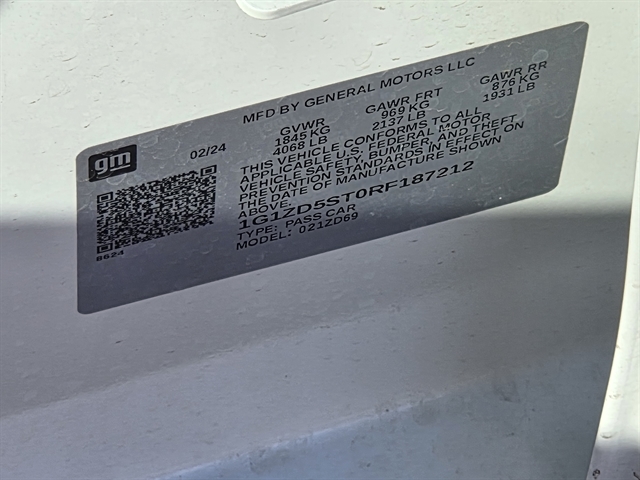 gm
02/24
8624
MFD BY GENERAL MOTORS LLC
GVWR GAWR FRT GAWR RR
1845 KG 969 KG 876 KG
4068 LB 2137 LB 1931 LB
THIS VEHICLE CONFORMS TO ALL
APPLICABLE U.S. FEDERAL MOTOR
VEHICLE SAFETY, BUMPER, AND THEFT
PREVENTION STANDARDS IN EFFECT ON
THE DATE OF MANUFACTURE SHOWN
ABOVE.
1G1ZD5ST0RF187212
TYPE: PASS CAR
MODEL: 021ZD69